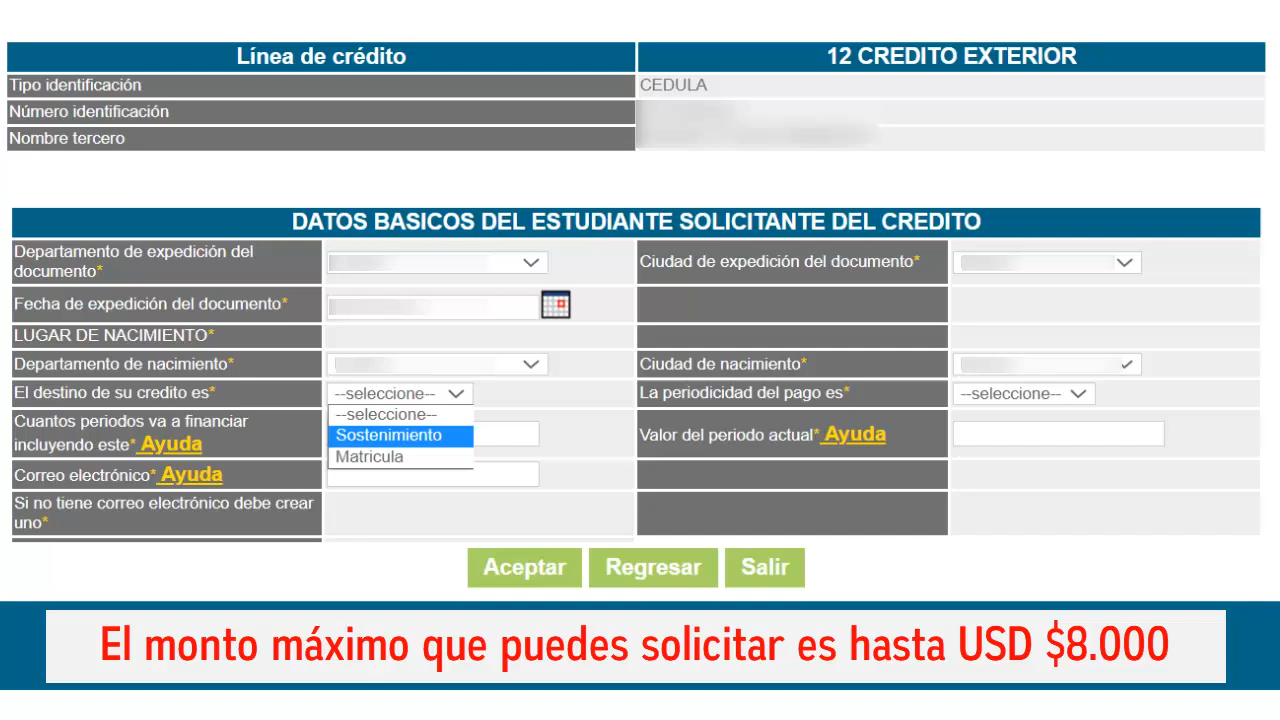 Línea de crédito
12 CREDITO EXTERIOR
Tipo identificación
CEDULA
Número identificación
Nombre tercero
DATOS BASICOS DEL ESTUDIANTE SOLICITANTE DEL CREDITO
Departamento de expedición del
documento*
Ciudad de expedición del documento*
Fecha de expedición del documento*
LUGAR DE NACIMIENTO*
Departamento de nacimiento*
Ciudad de nacimiento*
El destino de su credito es*
--seleccione--
La periodicidad del pago es*
--seleccione--
--seleccione--
Sostenimiento
Matricula
Cuantos periodos va a financiar
incluyendo este* Ayuda
Valor del periodo actual* Ayuda
Correo electrónico* Ayuda
Si no tiene correo electrónico debe crear
uno*
Aceptar
Regresar
Salir
El monto máximo que puedes solicitar es hasta USD $8.000